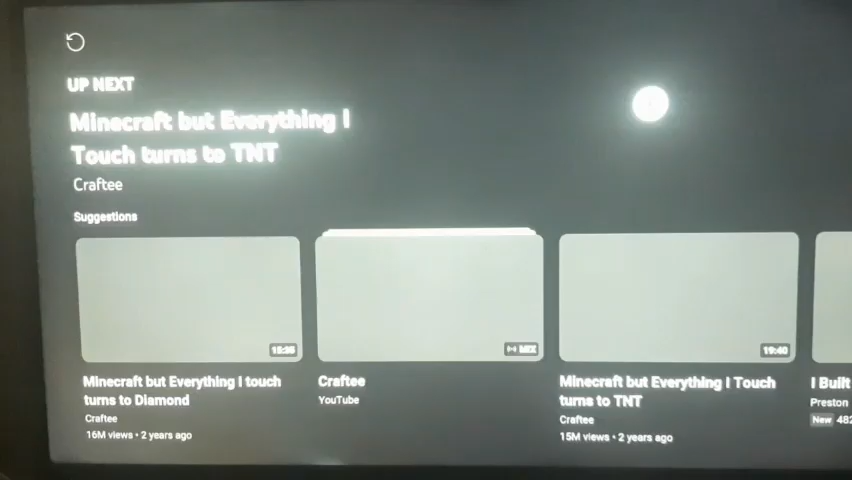 UP NEXT
Minecraft but Everything I
Touch turns to TNT
Craftee
Suggestions
15:35
MIX
19:40
Minecraft but Everything I touch
turns to Diamond
Craftee
16M views • 2 years ago
Craftee
YouTube
Minecraft but Everything I Touch
turns to TNT
Craftee
15M views • 2 years ago
I Built
Preston
New 482